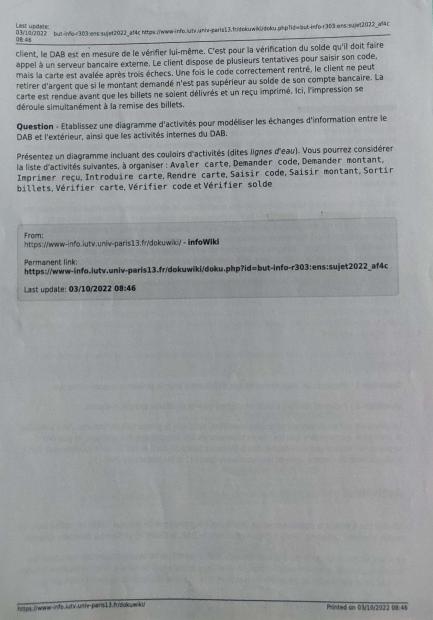 Last update:
03/10/2022 but-info-r303:ens:sujet2022_af4c https://www-info.iutv.univ-paris13.fr/dokuwiki/doku.php?id=but-info-r303:ens:sujet2022_af4c
08:46
client, le DAB est en mesure de le vérifier lui-même. C'est pour la vérification du solde qu'il doit faire
appel à un serveur bancaire externe. Le client dispose de plusieurs tentatives pour saisir son code,
mais la carte est avalée après trois échecs. Une fois le code correctement rentré, le client ne peut
retirer d'argent que si le montant demandé n'est pas supérieur au solde de son compte bancaire. La
carte est rendue avant que les billets ne soient délivrés et un reçu imprimé. Ici, l'impression se
déroule simultanément à la remise des billets.
Question - Etablissez une diagramme d'activités pour modéliser les échanges d'information entre le
DAB et l'extérieur, ainsi que les activités internes du DAB.
Présentez un diagramme incluant des couloirs d'activités (dites lignes d'eau). Vous pourrez considérer
la liste d'activités suivantes, à organiser : Avaler carte, Demander code, Demander montant,
Imprimer reçu, Introduire carte, Rendre carte, Saisir code, Saisir montant, Sortir
billets, Vérifier carte, Vérifier code et Vérifier solde
From:
https://www-info.iutv.univ-paris13.fr/dokuwiki/ - infoWiki
Permanent link:
https://www-info.iutv.univ-paris13.fr/dokuwiki/doku.php?id=but-info-r303:ens:sujet2022_af4c
Last update: 03/10/2022 08:46
https://www-info.iutv.univ-paris13.fr/dokuwiki/
Printed on 03/10/2022 08:46